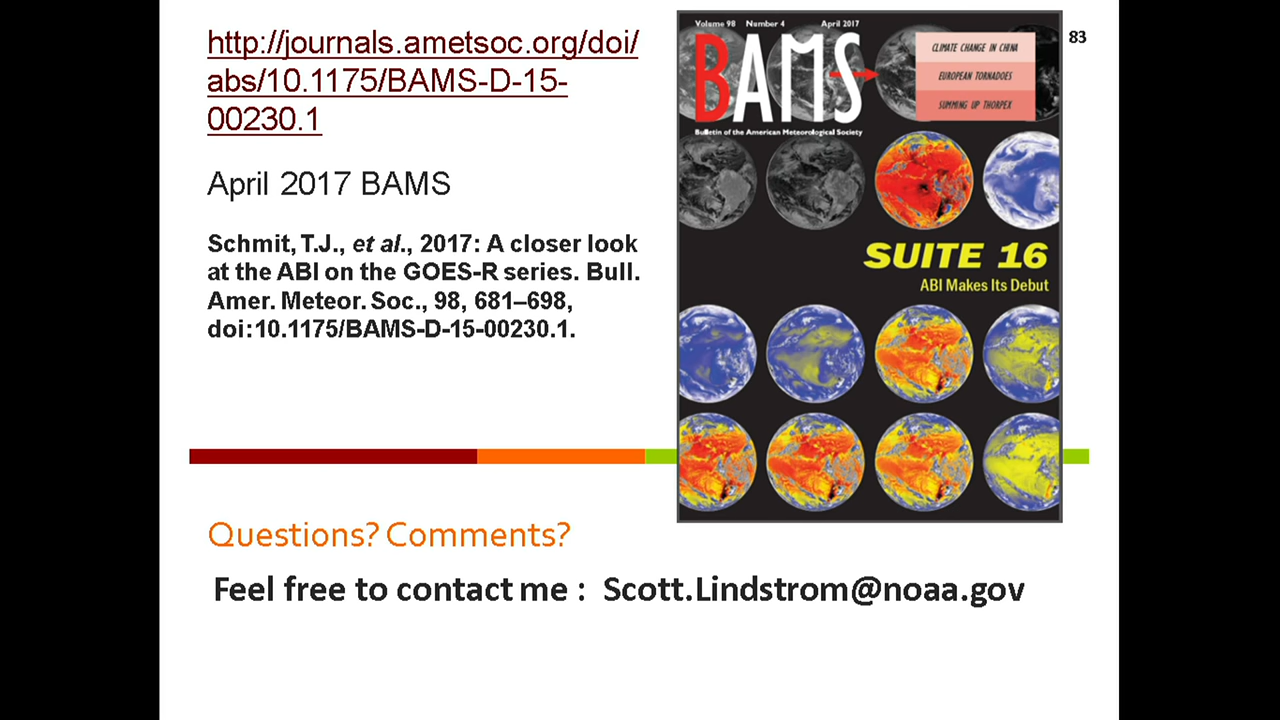 http://journals.ametsoc.org/doi/
abs/10.1175/BAMS-D-15-
00230.1
April 2017 BAMS
Schmit, T.J., et al., 2017: A closer look
at the ABI on the GOES-R series. Bull.
Amer. Meteor. Soc., 98, 681–698,
doi:10.1175/BAMS-D-15-00230.1.
Volume 98 Number 4 April 2017
BAMS
CLIMATE CHANGE IN CHINA
EUROPEAN TORNADOES
SUMMING UP THORPEX
Bulletin of the American Meteorological Society
SUITE 16
ABI Makes Its Debut
83
Questions? Comments?
Feel free to contact me : Scott.Lindstrom@noaa.gov